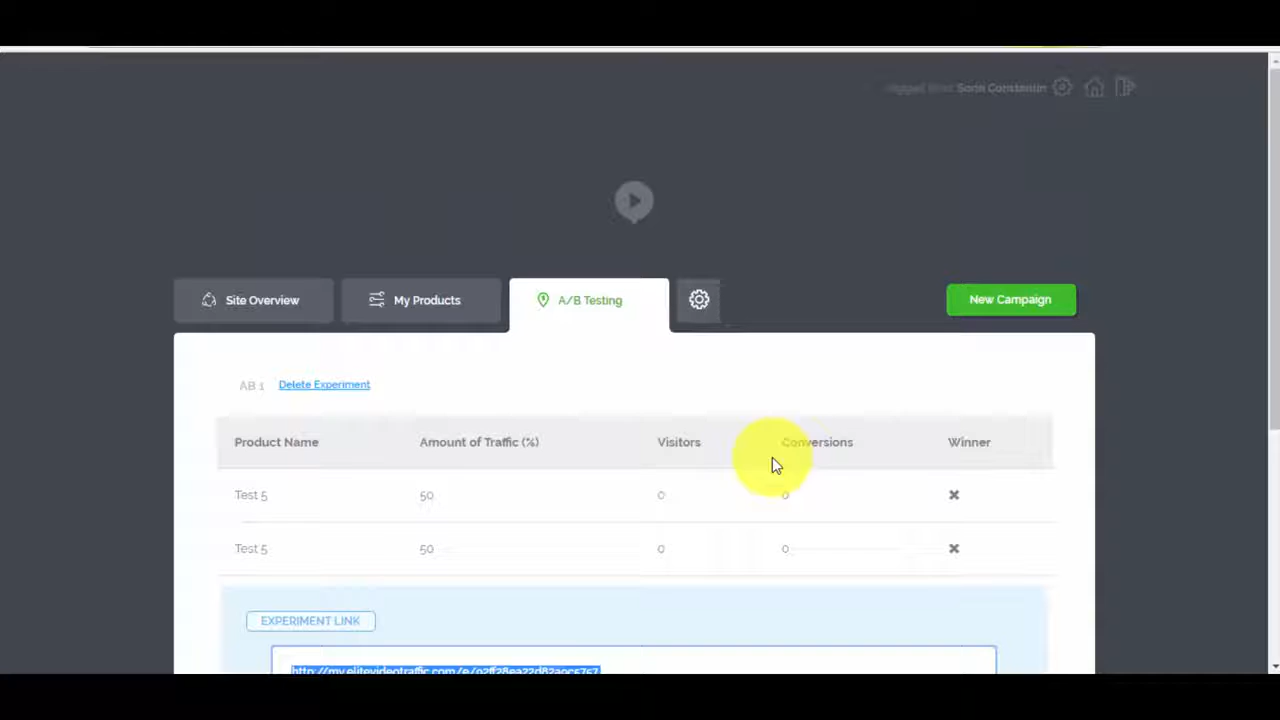 Sorin Constantin
Site Overview
My Products
A/B Testing
New Campaign
AB 1 Delete Experiment
Product Name Amount of Traffic (%) Visitors Conversions Winner
Test 5 50 0 0
Test 5 50 0 0
EXPERIMENT LINK